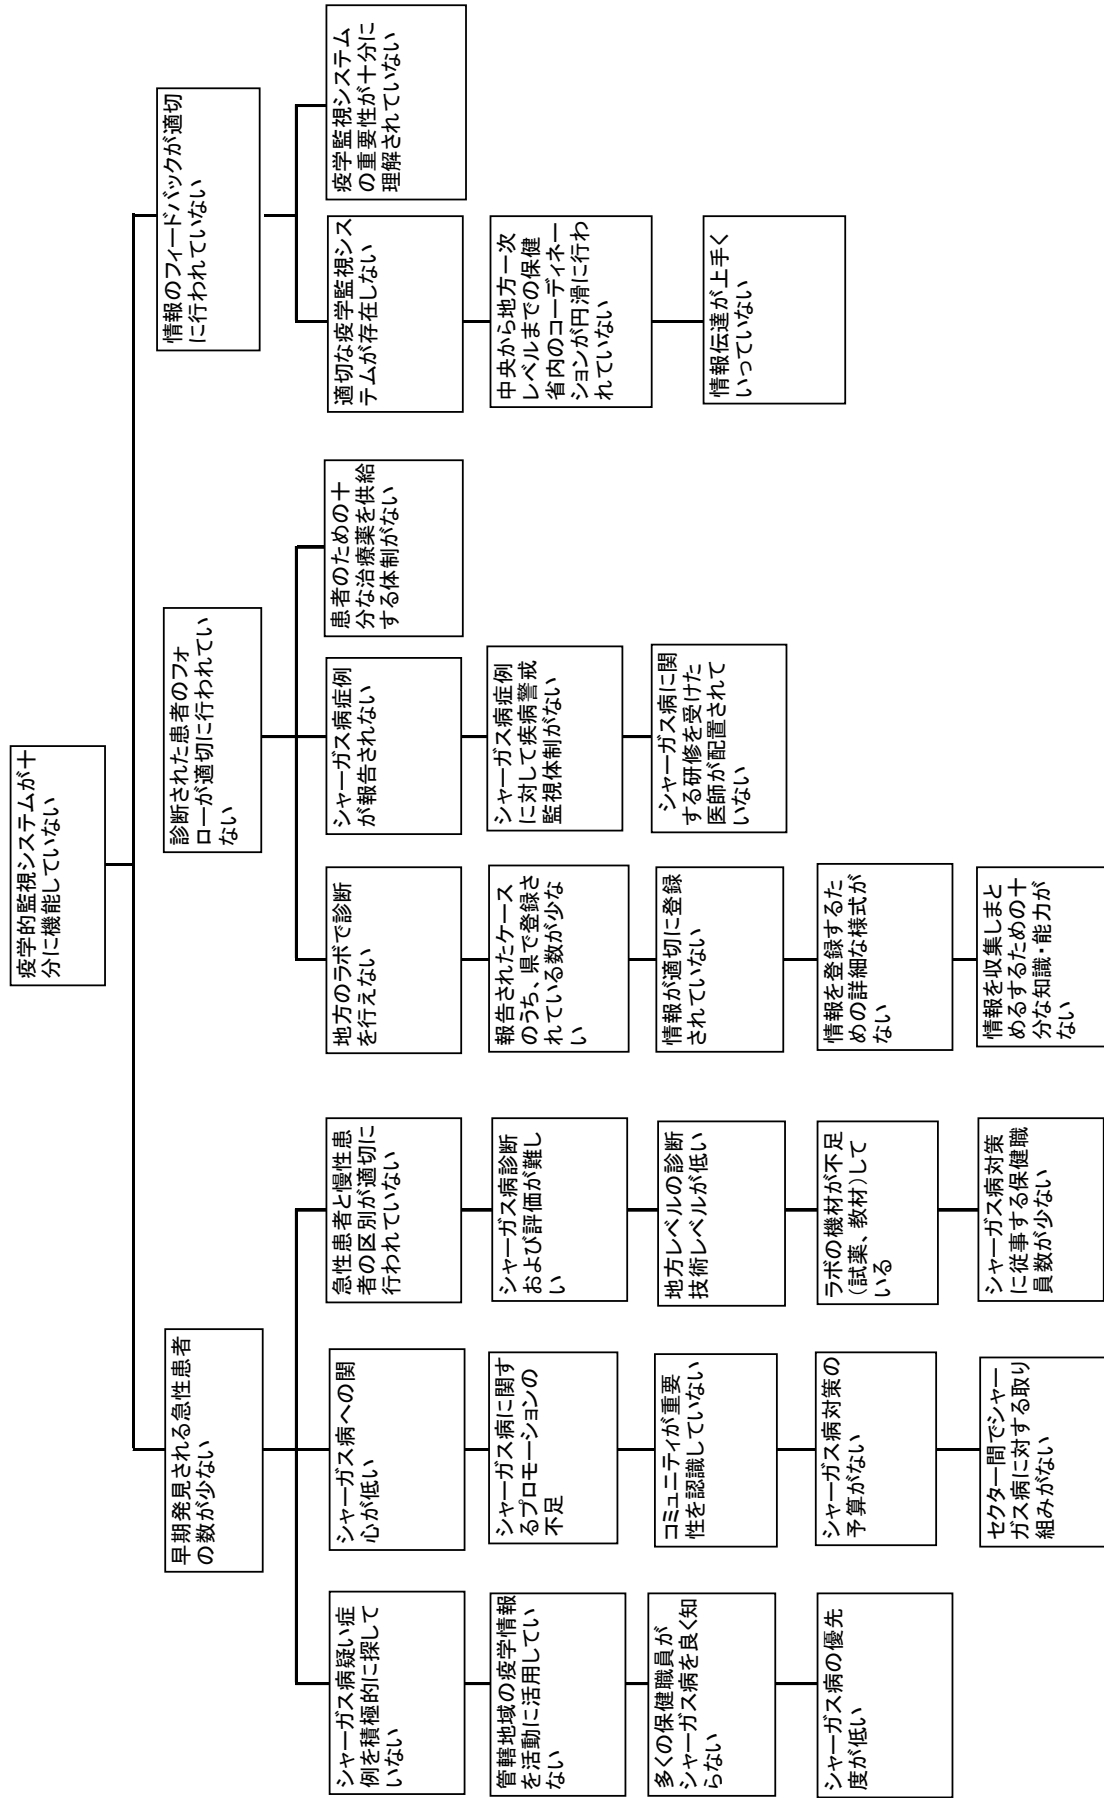 疫学的監視システムが十
分に機能していない
早期発見される急性患者
の数が少ない
シャーガス病疑い症
例を積極的に探して
いない
管轄地域の疫学情報
を活動に活用してい
ない
多くの保健職員が
シャーガス病を良く知
らない
シャーガス病の優先
度が低い
シャーガス病への関
心が低い
シャーガス病に関す
るプロモーションの
不足
コミュニティが重要
性を認識していない
シャーガス病対策の
予算がない
セクター間でシャー
ガス病に対する取り
組みがない
急性患者と慢性患
者の区別が適切に
行われていない
シャーガス病診断
および評価が難し
い
地方レベルの診断
技術レベルが低い
ラボの機材が不足
(試薬、教材)して
いる
シャーガス病対策
に従事する保健職
員数が少ない
診断された患者のフォ
ローが適切に行われてい
ない
地方のラボで診断
を行えない
報告されたケース
のうち、県で登録さ
れている数が少な
い
情報が適切に登録
されていない
情報を登録するた
めの詳細な様式が
ない
情報を収集しまと
めるするための十
分な知識・能力が
ない
シャーガス病症例
が報告されない
シャーガス病症例
に対して疾病警戒
監視体制がない
シャーガス病に関
する研修を受けた
医師が配置されて
いない
患者のための十
分な治療薬を供給
する体制がない
情報のフィードバックが適切
に行われていない
適切な疫学監視シス
テムが存在しない
中央から地方一次
レベルまでの保健
省内のコーディネー
ションが円滑に行わ
れていない
情報伝達が上手く
いっていない
疫学監視システム
の重要性が十分に
理解されていない